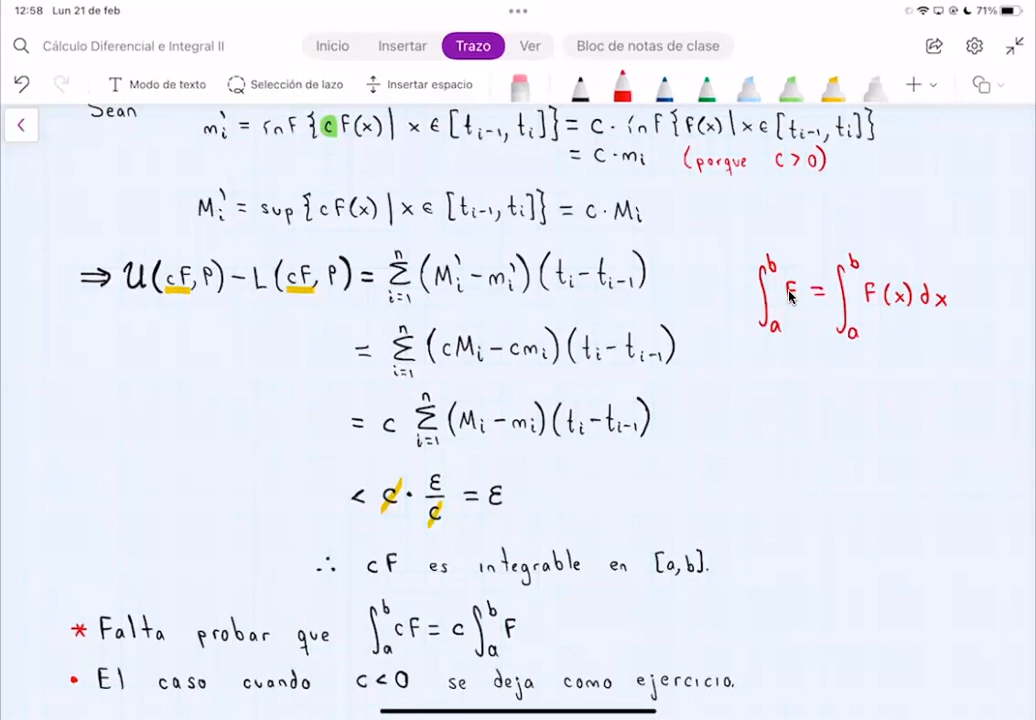 12:58 Lun 21 de feb 71%
Cálculo Diferencial e Integral II Inicio Insertar Trazo Ver Bloc de notas de clase
Modo de texto Selección de lazo Insertar espacio
Sean
mᵢ' = inf {cf(x) | x ∈ [tᵢ₋₁, tᵢ]} = c · inf {f(x) | x ∈ [tᵢ₋₁, tᵢ]}
= c · mᵢ (porque c > 0)
Mᵢ' = sup {cf(x) | x ∈ [tᵢ₋₁, tᵢ]} = c · Mᵢ
⇒ U(cf, P) − L(cf, P) = ∑ᵢ₌₁ⁿ (Mᵢ' − mᵢ')(tᵢ − tᵢ₋₁)
∫ₐᵇ f = ∫ₐᵇ f(x) dx
= ∑ᵢ₌₁ⁿ (cMᵢ − cmᵢ)(tᵢ − tᵢ₋₁)
= c ∑ᵢ₌₁ⁿ (Mᵢ − mᵢ)(tᵢ − tᵢ₋₁)
< c · ε/c = ε
∴ cf es integrable en [a,b].
* Falta probar que ∫ₐᵇ cf = c ∫ₐᵇ f
• El caso cuando c < 0 se deja como ejercicio.